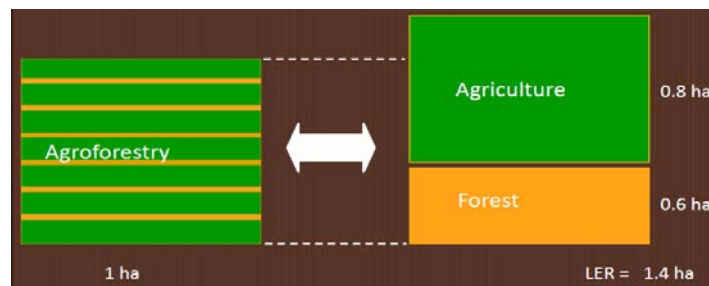 Agriculture
0.8 ha
Agroforestry
Forest
0.6 ha
1 ha
LER = 1.4 ha